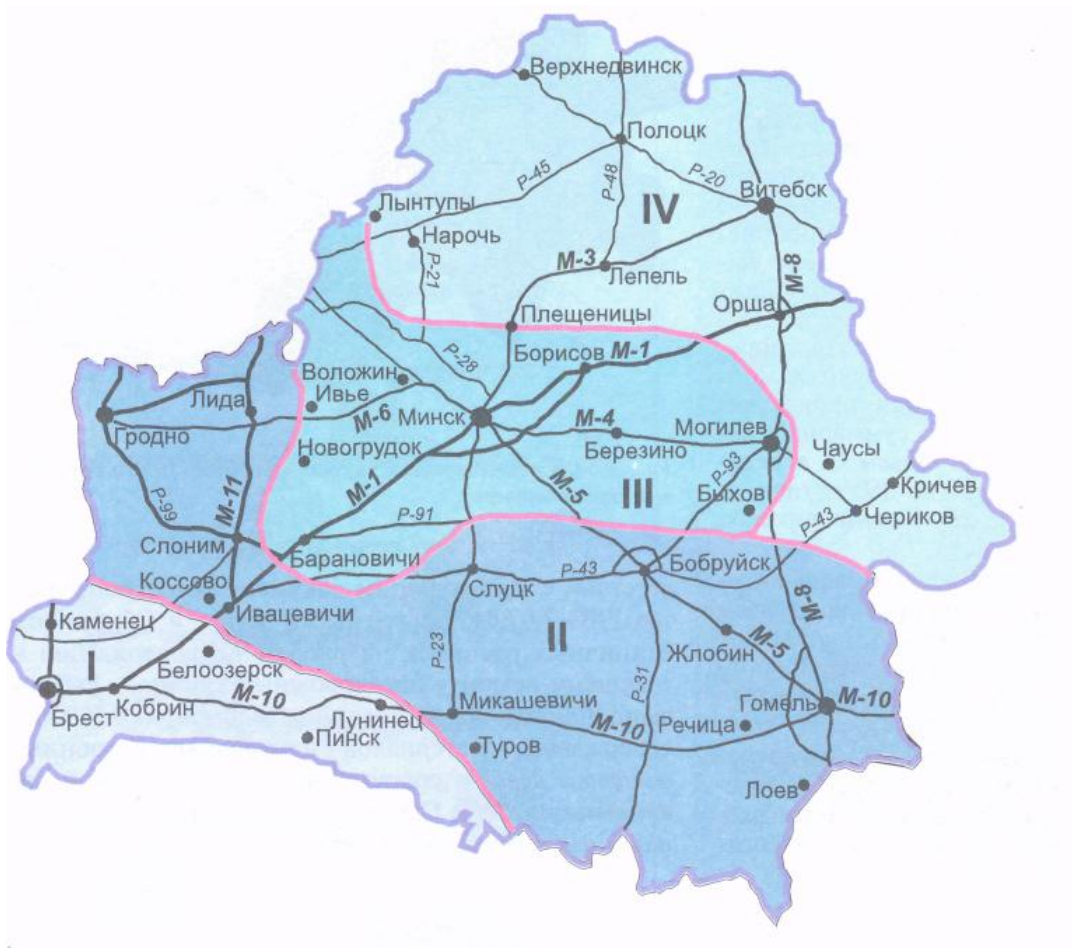 Верхнедвинск
Полоцк
Р-45
Р-48
Р-20
Витебск
Лынтупы
IV
Нарочь
Р-21
М-3
Лепель
М-8
Орша
Плещеницы
Борисов
М-1
Р-28
Воложин
Ивье
Лида
М-6
Минск
М-4
Могилев
Гродно
Березино
Чаусы
Новогрудок
Р-93
М-1
М-5
III
Быхов
Кричев
М-11
Р-99
Р-91
Р-43
Чериков
Слоним
Барановичи
Бобруйск
Коссово
Слуцк
Р-43
Ивацевичи
М-8
Каменец
II
I
Белоозерск
Р-23
Жлобин
М-5
Р-31
Брест
Кобрин
М-10
Лунинец
Микашевичи
Гомель
М-10
Пинск
Туров
М-10
Речица
Лоев